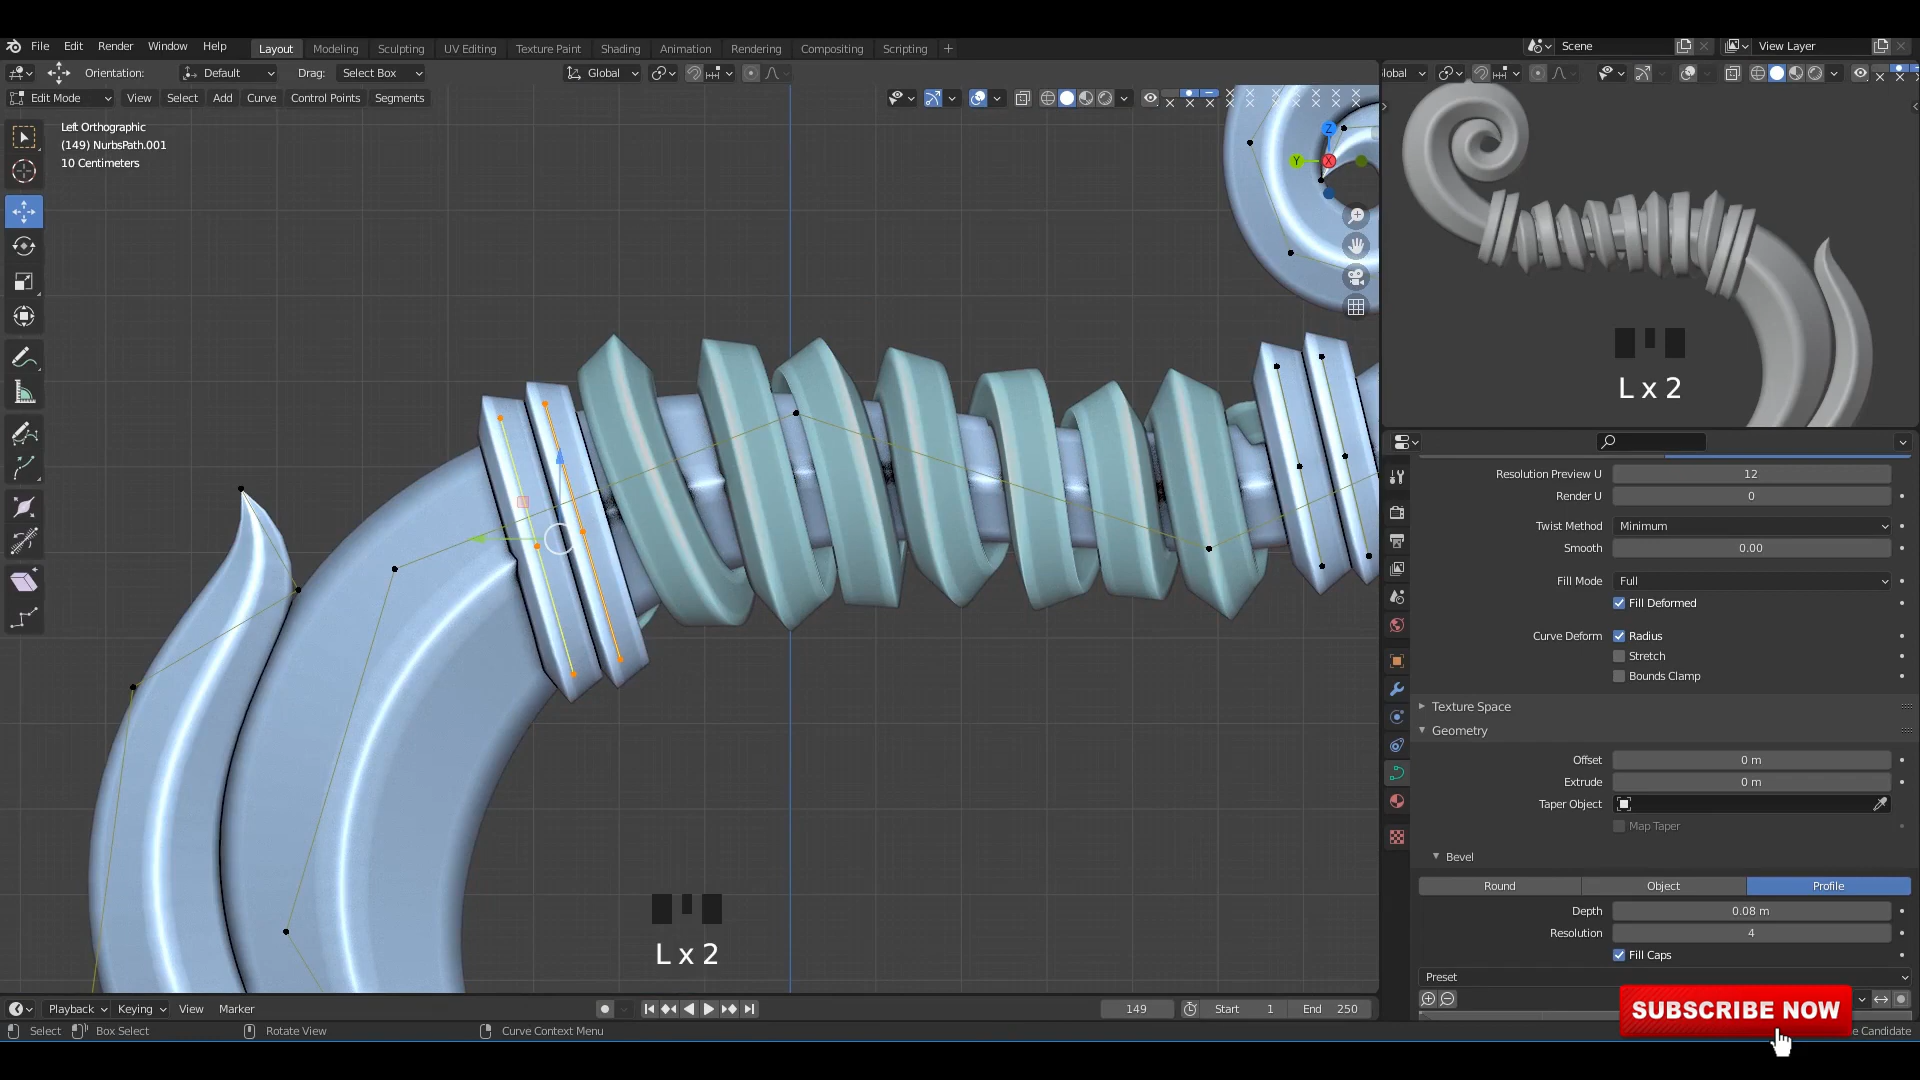 File Edit Render Window Help
Layout Modeling Sculpting UV Editing Texture Paint Shading Animation Rendering Compositing Scripting +
Scene
View Layer
Orientation: Default Drag: Select Box
Global
lobal
Edit Mode View Select Add Curve Control Points Segments
Left Orthographic
(149) NurbsPath.001
10 Centimeters
Z
Y
X
L x 2
L x 2
Resolution Preview U 12
Render U 0
Twist Method Minimum
Smooth 0.00
Fill Mode Full
Fill Deformed
Curve Deform Radius
Stretch
Bounds Clamp
Texture Space
Geometry
Offset 0 m
Extrude 0 m
Taper Object
Map Taper
Bevel
Round Object Profile
Depth 0.08 m
Resolution 4
Fill Caps
Preset
SUBSCRIBE NOW
Playback Keying View Marker
149 Start 1 End 250
Select Box Select Rotate View Curve Context Menu
e Candidate